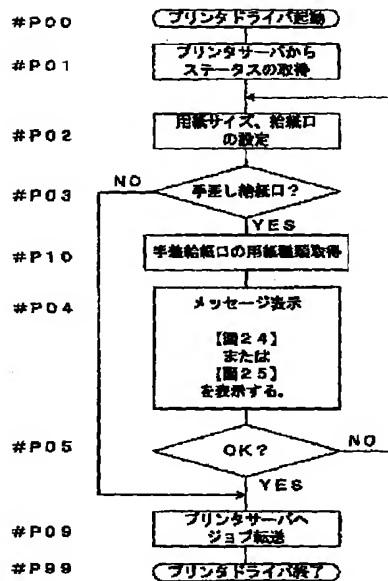 #P00
プリンタドライバ起動
#P01
プリンタサーバから
ステータスの取得
#P02
用紙サイズ、給紙口
の設定
#P03
NO
手差し給紙口?
YES
#P10
手差給紙口の用紙種類取得
#P04
メッセージ表示
【図24】
または
【図25】
を表示する。
#P05
OK?
NO
YES
#P09
プリンタサーバへ
ジョブ転送
#P99
プリンタドライバ終了